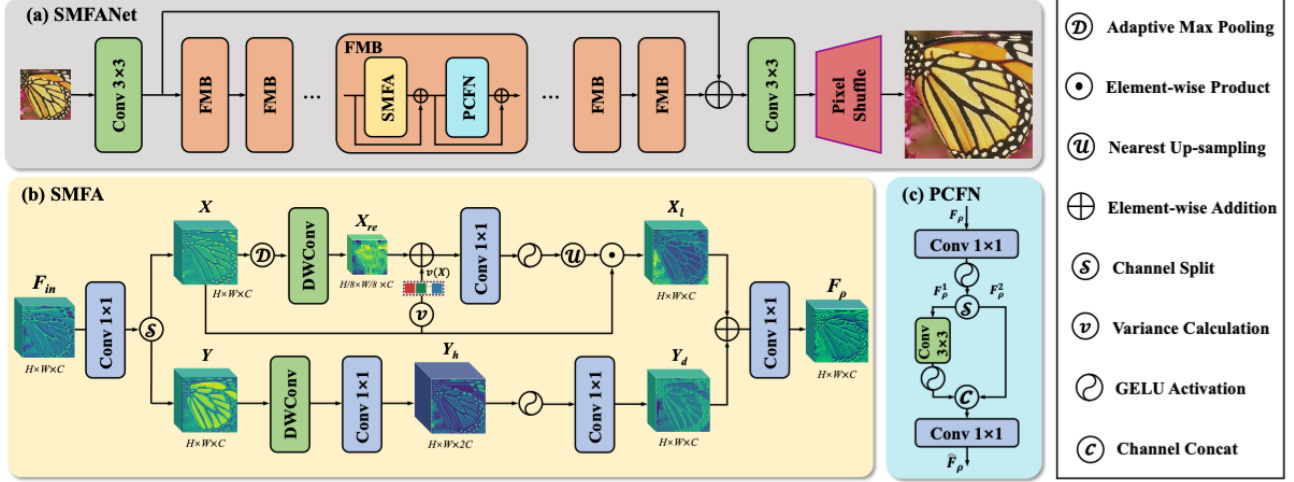 (a) SMFANet
Conv 3×3
FMB
FMB
...
FMB
SMFA
PCFN
...
FMB
FMB
Conv 3×3
Pixel
Shuffle
(b) SMFA
F_in
H×W×C
Conv 1×1
S
X
H×W×C
D
DWConv
X_re
H/8×W/8×C
v(X)
v
Conv 1×1
U
X_l
H×W×C
Y
H×W×C
DWConv
Conv 1×1
Y_h
H×W×2C
Conv 1×1
Y_d
H×W×C
Conv 1×1
F_ρ
H×W×C
(c) PCFN
F_ρ
Conv 1×1
F_ρ^1
F_ρ^2
S
Conv
3×3
C
Conv 1×1
F̂_ρ
D Adaptive Max Pooling
Element-wise Product
U Nearest Up-sampling
Element-wise Addition
S Channel Split
v Variance Calculation
GELU Activation
C Channel Concat